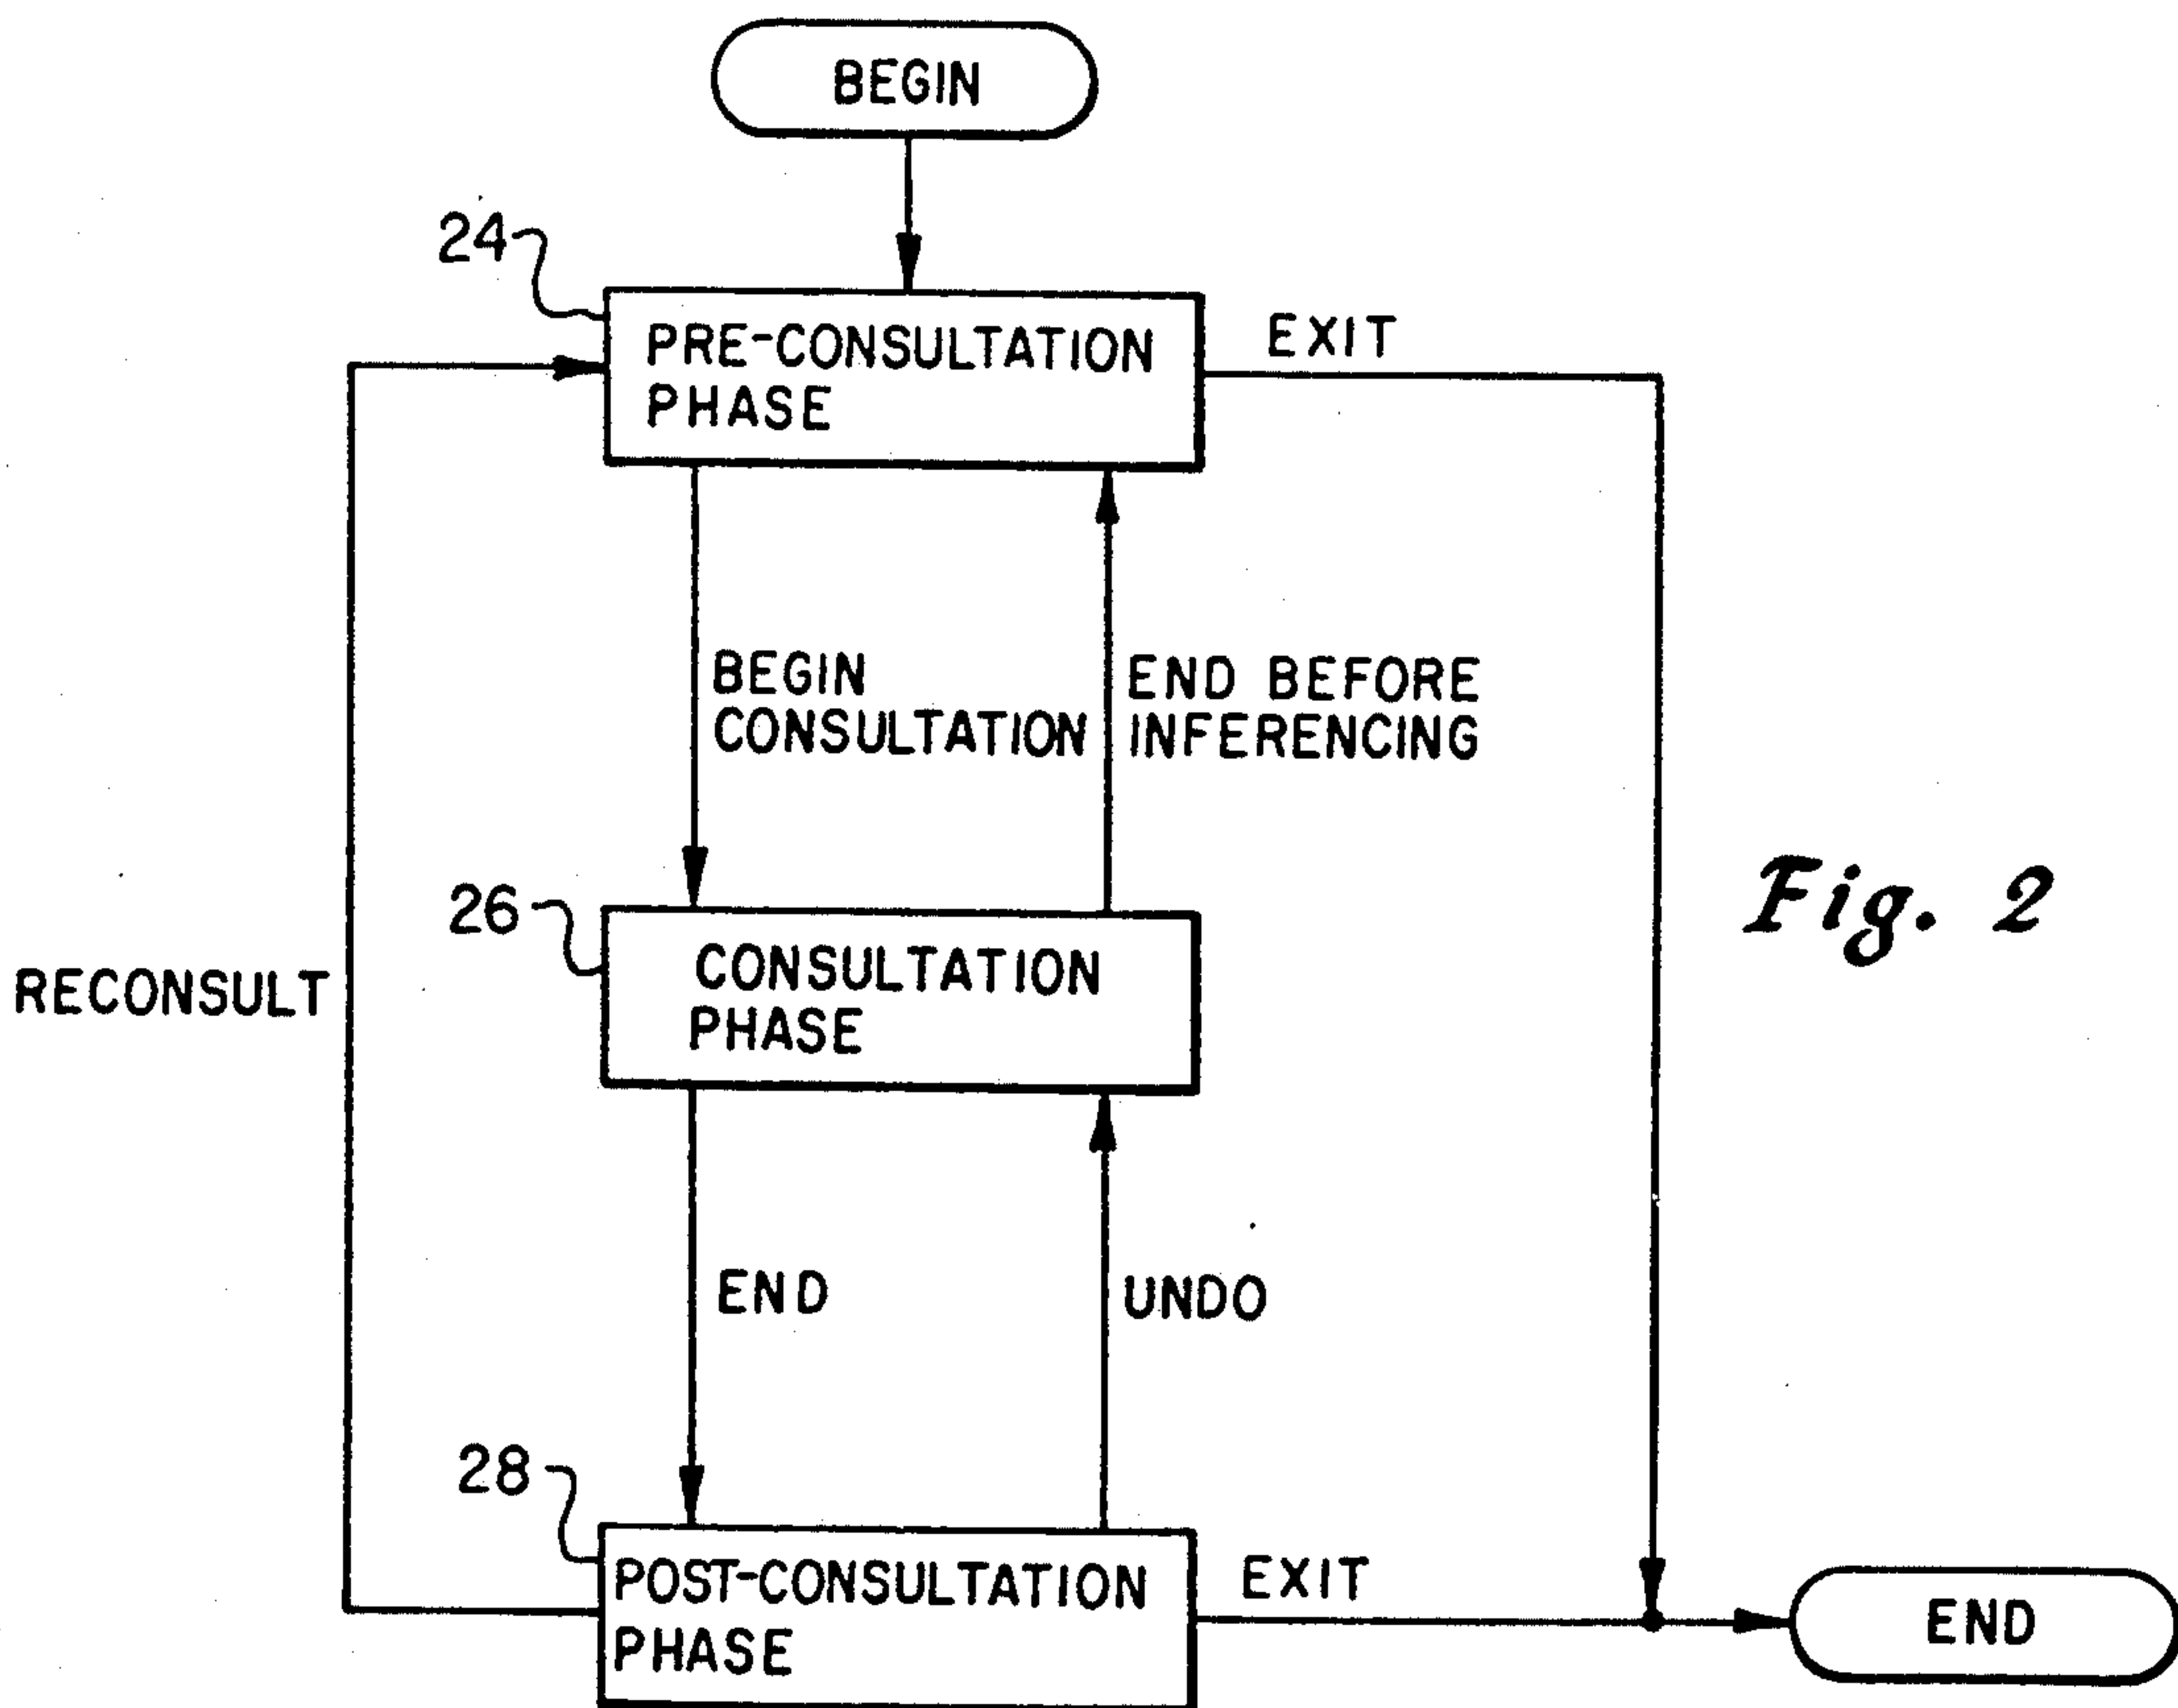 BEGIN
24
PRE-CONSULTATION
PHASE
EXIT
BEGIN
CONSULTATION
END BEFORE
INFERENCING
26
CONSULTATION
PHASE
RECONSULT
Fig. 2
END
UNDO
28
POST-CONSULTATION
PHASE
EXIT
END